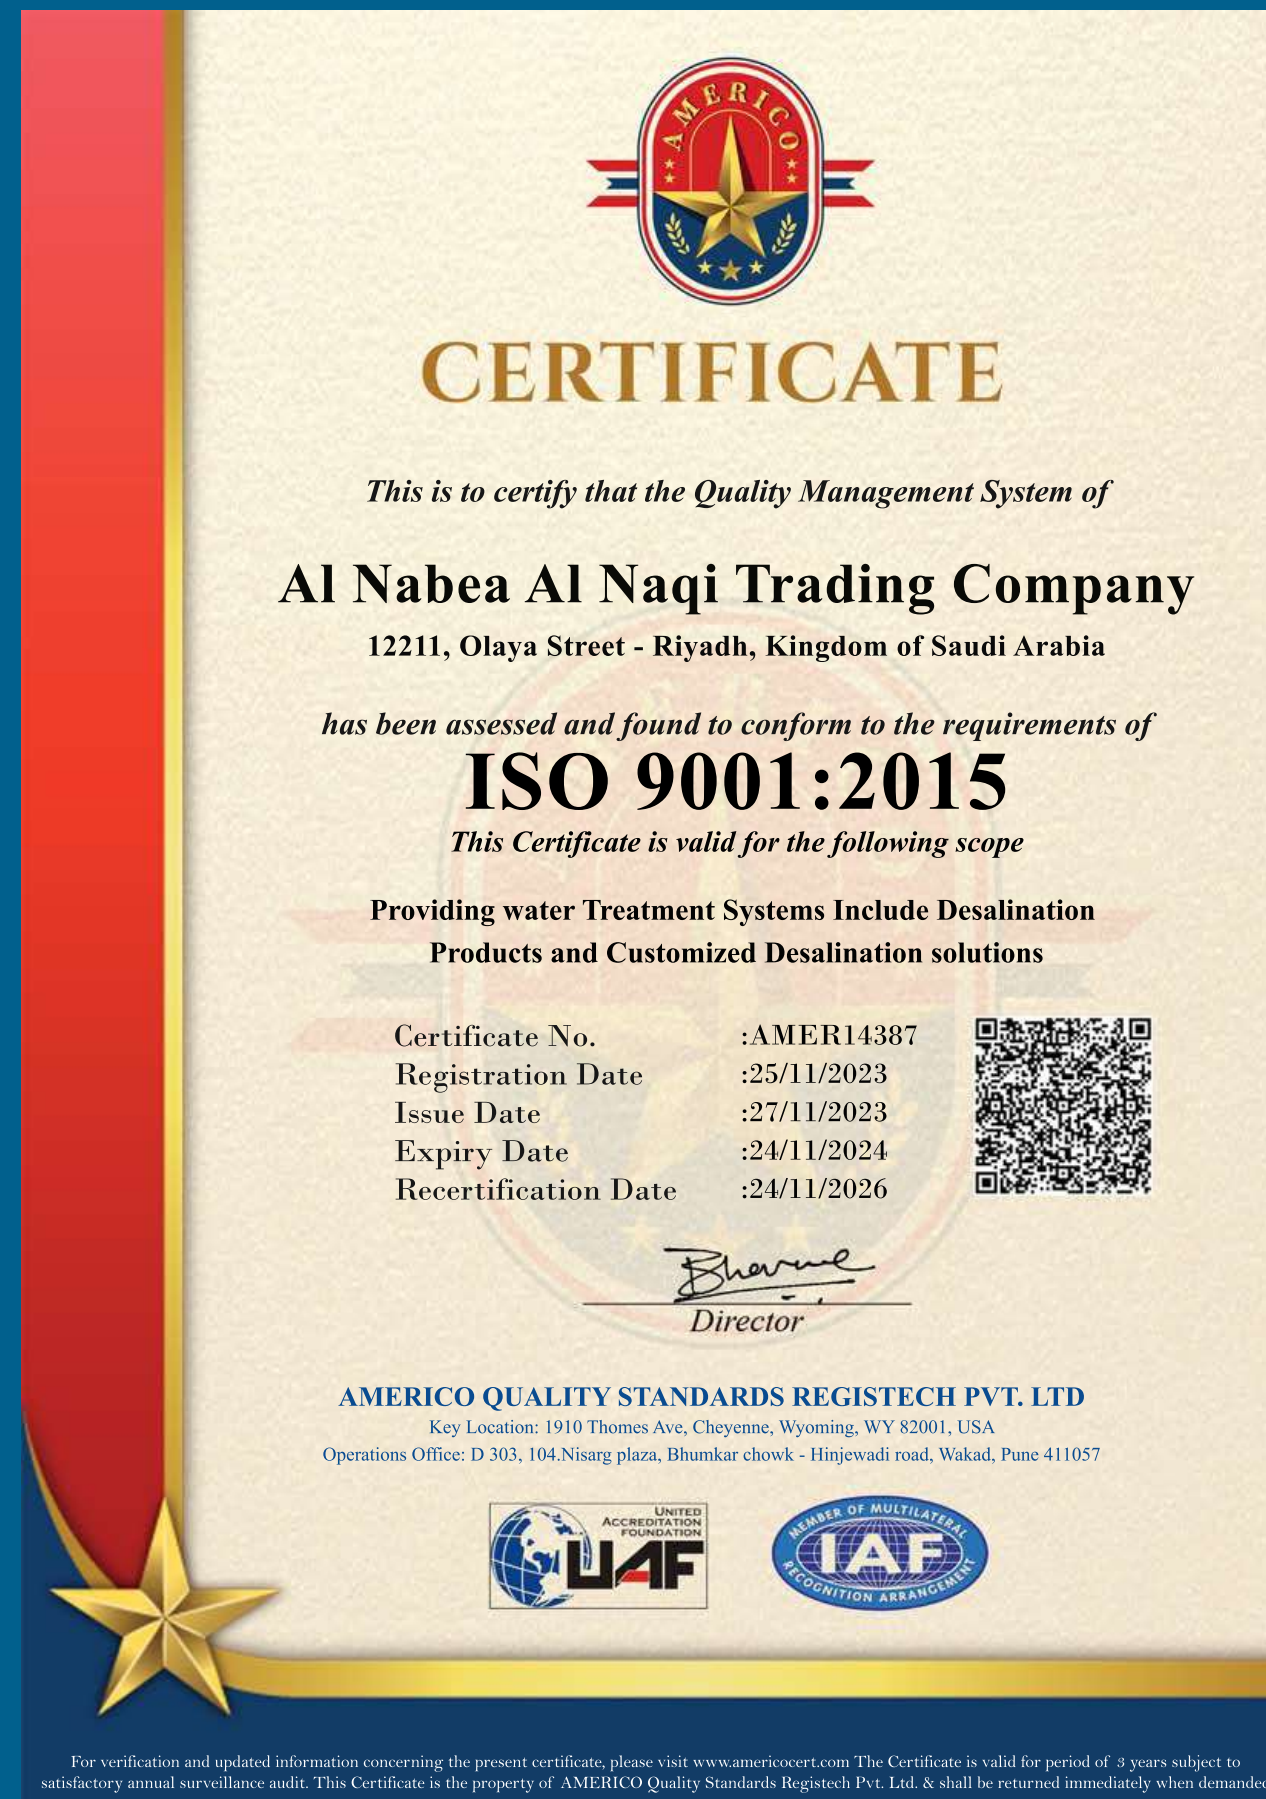 AMERICO
CERTIFICATE
This is to certify that the Quality Management System of
Al Nabea Al Naqi Trading Company
12211, Olaya Street - Riyadh, Kingdom of Saudi Arabia
has been assessed and found to conform to the requirements of
ISO 9001:2015
This Certificate is valid for the following scope
Providing water Treatment Systems Include Desalination
Products and Customized Desalination solutions
Certificate No. :AMER14387
Registration Date :25/11/2023
Issue Date :27/11/2023
Expiry Date :24/11/2024
Recertification Date :24/11/2026
Director
AMERICO QUALITY STANDARDS REGISTECH PVT. LTD
Key Location: 1910 Thomes Ave, Cheyenne, Wyoming, WY 82001, USA
Operations Office: D 303, 104.Nisarg plaza, Bhumkar chowk - Hinjewadi road, Wakad, Pune 411057
UNITED
ACCREDITATION
FOUNDATION
UAF
MEMBER OF MULTILATERAL
IAF
RECOGNITION ARRANGEMENT
For verification and updated information concerning the present certificate, please visit www.americocert.com The Certificate is valid for period of 3 years subject to
satisfactory annual surveillance audit. This Certificate is the property of AMERICO Quality Standards Registech Pvt. Ltd. & shall be returned immediately when demanded